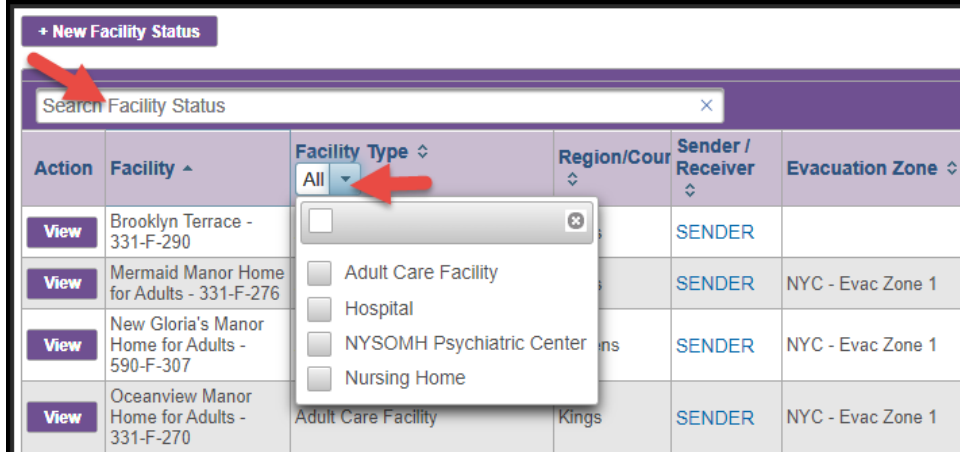 + New Facility Status
Search Facility Status
Action
Facility
Facility Type
All
Region/Coun
Sender /
Receiver
Evacuation Zone
Adult Care Facility
Hospital
NYSOMH Psychiatric Center
Nursing Home
View
Brooklyn Terrace -
331-F-290
SENDER
View
Mermaid Manor Home
for Adults - 331-F-276
SENDER
NYC - Evac Zone 1
View
New Gloria's Manor
Home for Adults -
590-F-307
SENDER
NYC - Evac Zone 1
View
Oceanview Manor
Home for Adults -
331-F-270
Adult Care Facility
Kings
SENDER
NYC - Evac Zone 1